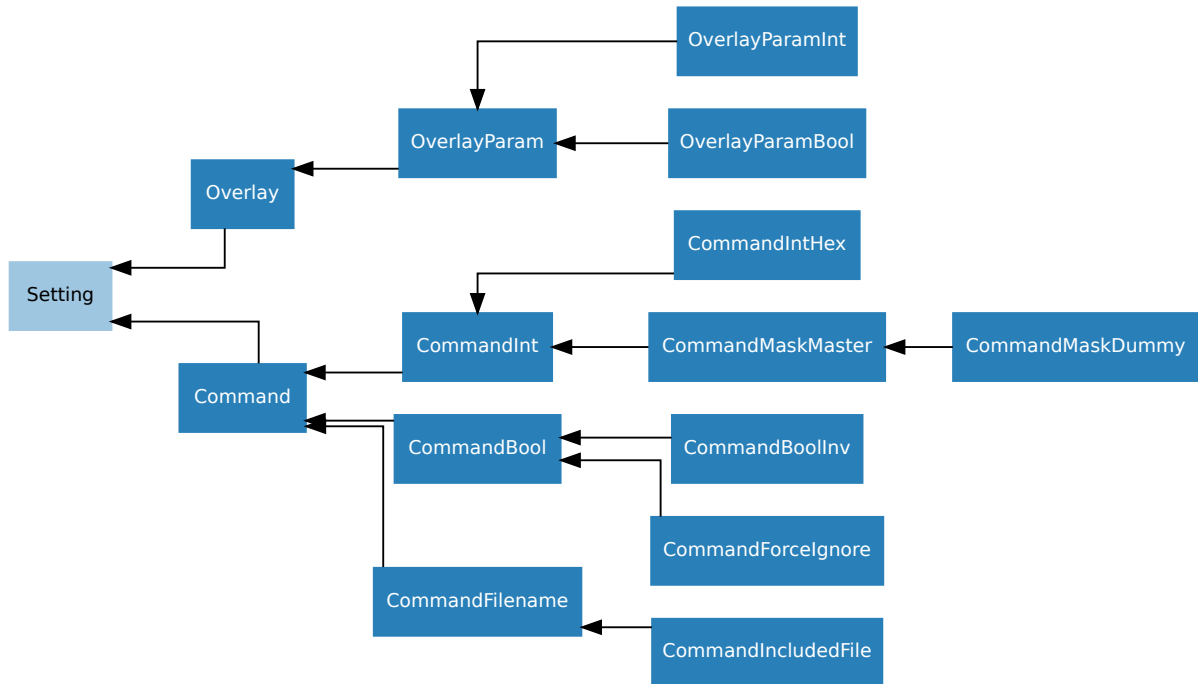 OverlayParamInt
OverlayParam
OverlayParamBool
Overlay
CommandIntHex
Setting
CommandInt
CommandMaskMaster
CommandMaskDummy
Command
CommandBool
CommandBoolInv
CommandForceIgnore
CommandFilename
CommandIncludedFile